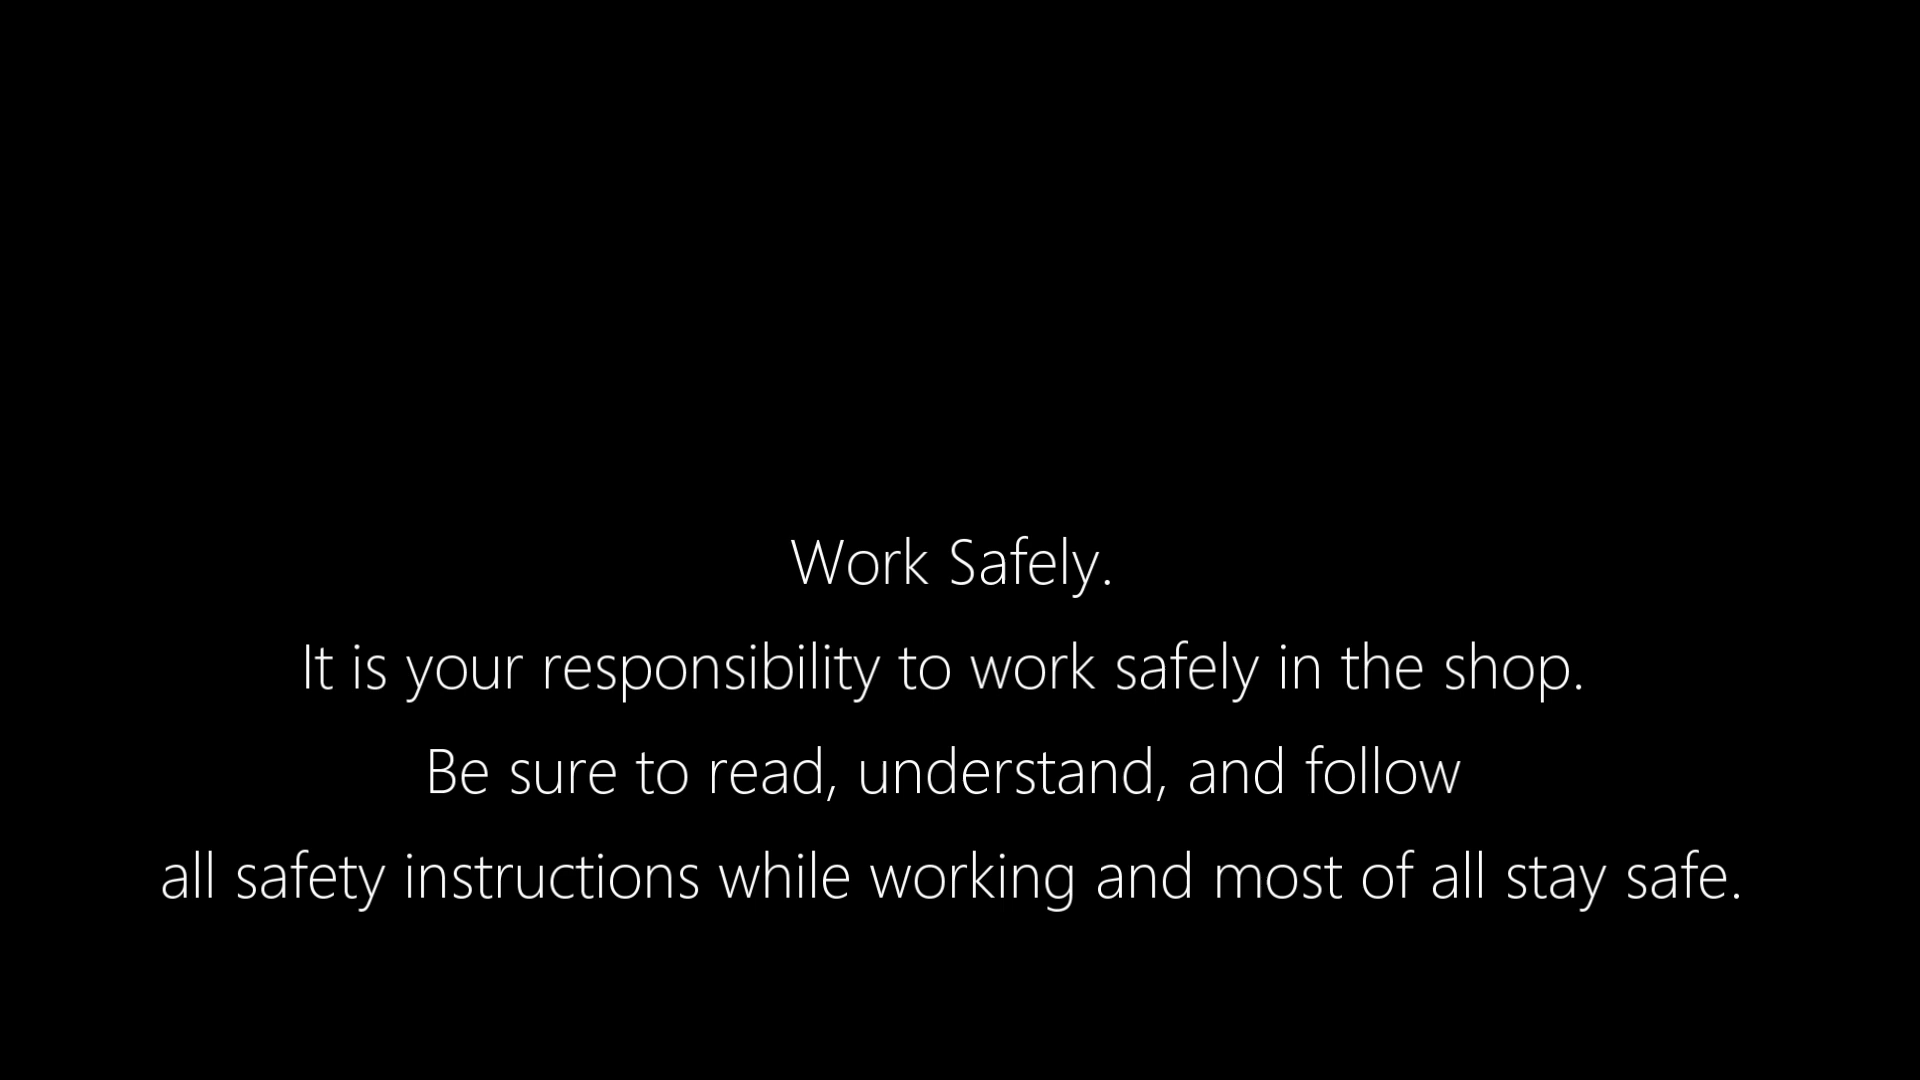 Work Safely.
It is your responsibility to work safely in the shop.
Be sure to read, understand, and follow
all safety instructions while working and most of all stay safe.